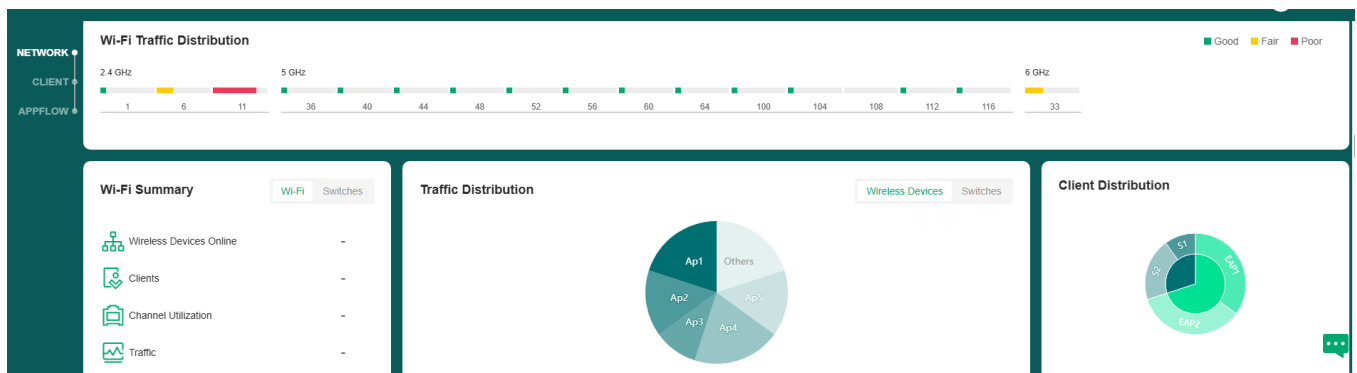 NETWORK
CLIENT
APPFLOW
Wi-Fi Traffic Distribution
Good Fair Poor
2.4 GHz 5 GHz 6 GHz
1 6 11 36 40 44 48 52 56 60 64 100 104 108 112 116 33
Wi-Fi Summary
Wi-Fi Switches
Wireless Devices Online -
Clients -
Channel Utilization -
Traffic -
Traffic Distribution
Wireless Devices Switches
Ap1 Others
Ap2 Ap5
Ap3 Ap4
Client Distribution
S1 EAP1
S2
EAP2